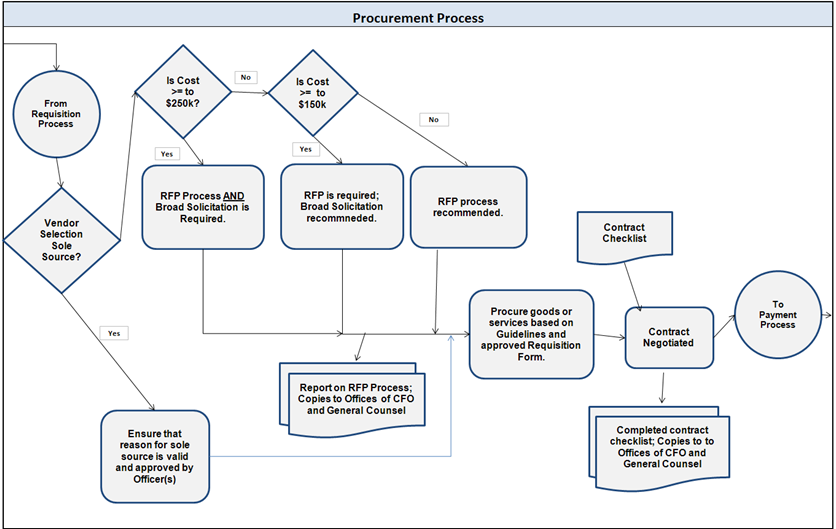 Procurement Process
From
Requisition
Process
Vendor
Selection
Sole
Source?
Is Cost
>= to
$250k?
No
Is Cost
>= to
$150k
No
Yes
Yes
RFP Process AND
Broad Solicitation is
Required.
RFP is required;
Broad Solicitation
recommneded.
RFP process
recommended.
Contract
Checklist
Procure goods or
services based on
Guidelines and
approved Requisition
Form.
Contract
Negotiated
To
Payment
Process
Yes
Report on RFP Process;
Copies to Offices of CFO
and General Counsel
Ensure that
reason for sole
source is valid
and approved by
Officer(s)
Completed contract
checklist; Copies to to
Offices of CFO and
General Counsel